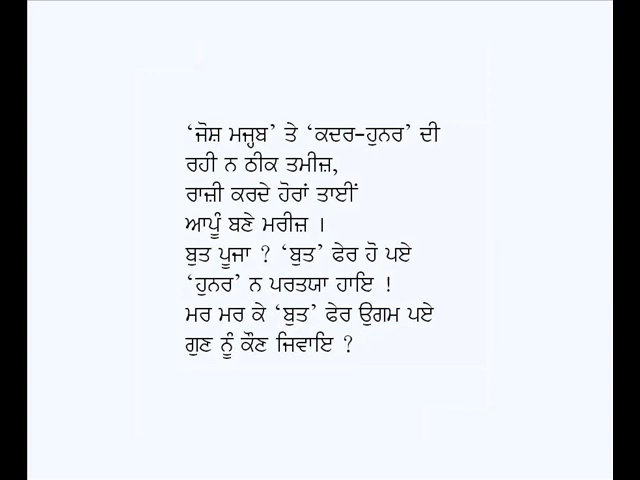 ‘ਜੋਸ਼ ਮਜ਼੍ਹਬ’ ਤੇ ‘ਕਦਰ-ਹੁਨਰ’ ਦੀ
ਰਹੀ ਨ ਠੀਕ ਤਮੀਜ਼,
ਰਾਜ਼ੀ ਕਰਦੇ ਹੋਰਾਂ ਤਾਈਂ
ਆਪੂੰ ਬਣੇ ਮਰੀਜ਼ ।
ਬੁਤ ਪੂਜਾ ? ‘ਬੁਤ’ ਫੇਰ ਹੋ ਪਏ
‘ਹੁਨਰ’ ਨ ਪਰਤਯਾ ਹਾਇ !
ਮਰ ਮਰ ਕੇ ‘ਬੁਤ’ ਫੇਰ ਉਗਮ ਪਏ
ਗੁਣ ਨੂੰ ਕੌਣ ਜਿਵਾਇ ?